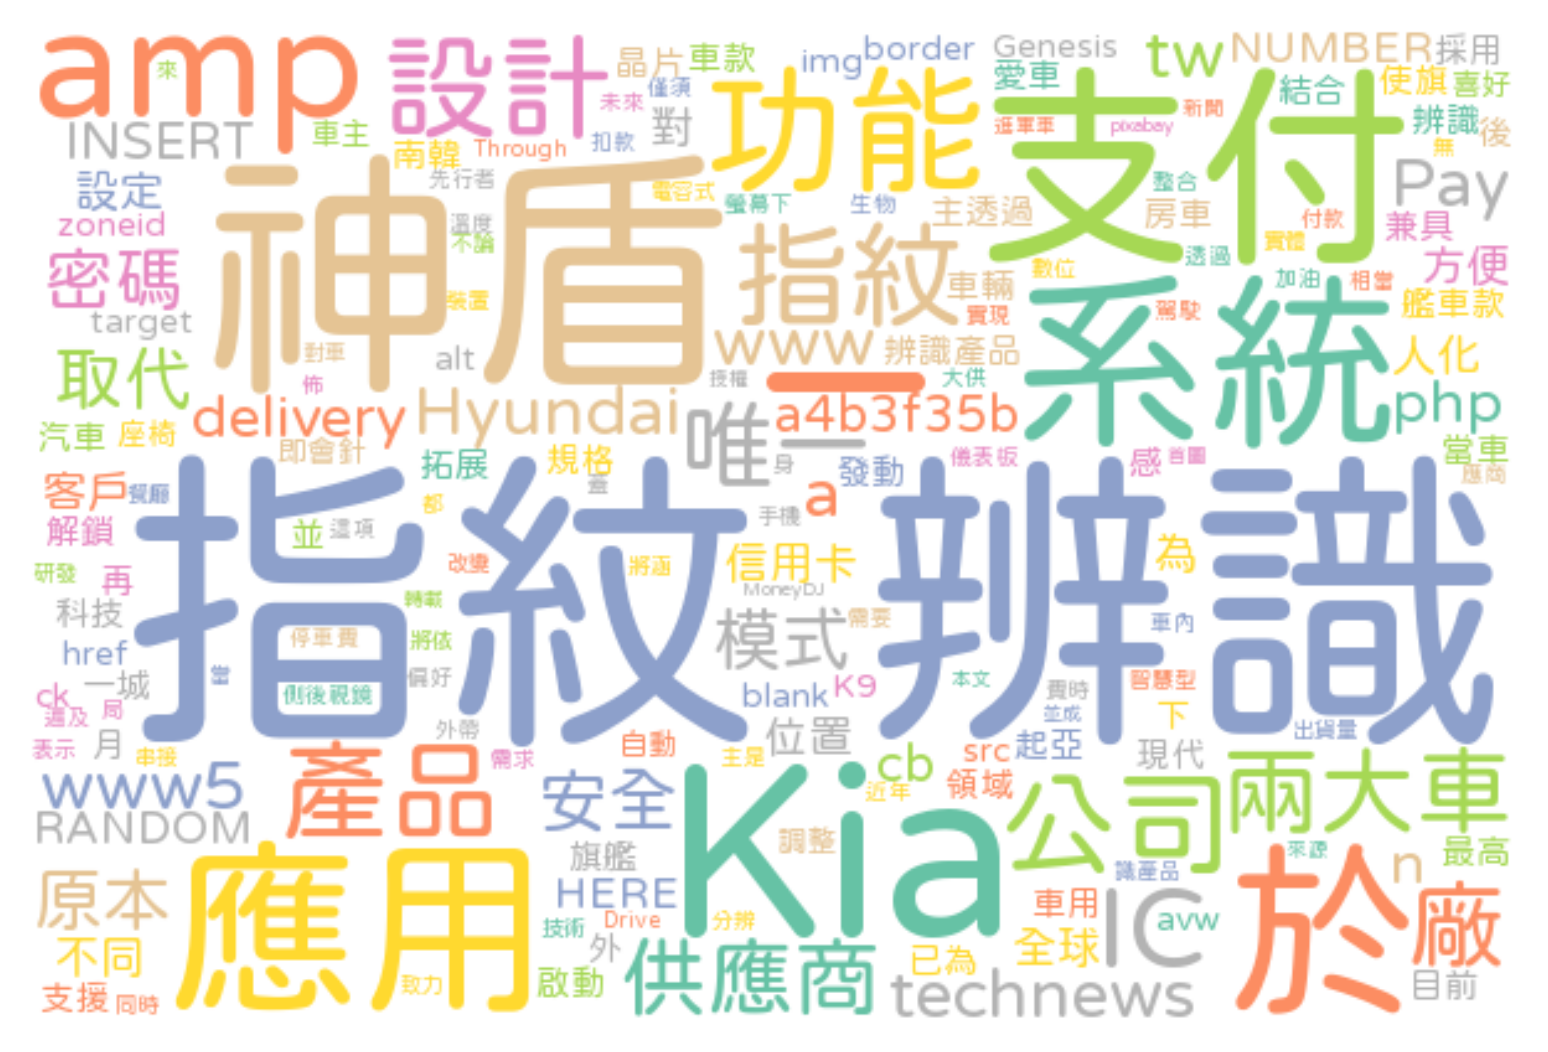 amp
來
設計
晶片
車款
img
border
Genesis
tw
NUMBER
採用
愛車
結合
使旗
喜好
未來
僅須
功能
支付
新聞
INSERT
車主
南韓
Through
扣款
對
逛軍車
pixabay
辨識
無
後
設定
神盾
先行者
電容式
螢幕下
生物
主透過
整合
房車
付款
Pay
zoneid
溫度
不論
指紋
實體
兼具
透過
密碼
數位
加油
相當
方便
target
裝置
車輛
實現
系統
駕駛
艦車款
對車
alt
www
辨識產品
人化
取代
佈
授權
一
大供
delivery
Hyundai
唯一
a4b3f35b
php
汽車
座椅
即會針
拓展
規格
身
發動
儀表板
感
首圖
當車
應商
客戶
餐廳
都
蓋
a
指紋辨識
解鎖
並
這項
手機
改變
將函
信用卡
為
研發
再
MoneyDJ
科技
轉載
模式
需要
車內
停車費
將依
href
一城
偏好
本文
智慧型
ck
側後視鏡
blank
K9
費時
並成
下
遍及
局
外帶
位置
出貨量
表示
月
串接
需求
自動
主是
src
起亞
現代
www5
產品
安全
Kia
cb
近年
領域
公司
兩大車
RANDOM
調整
旗艦
來源
最高
識產品
n
應用
HERE
於
原本
技術
Drive
分辨
車用
IC
avw
廠
不同
外
供應商
已為
全球
支援
同時
致力
啟動
technews
目前